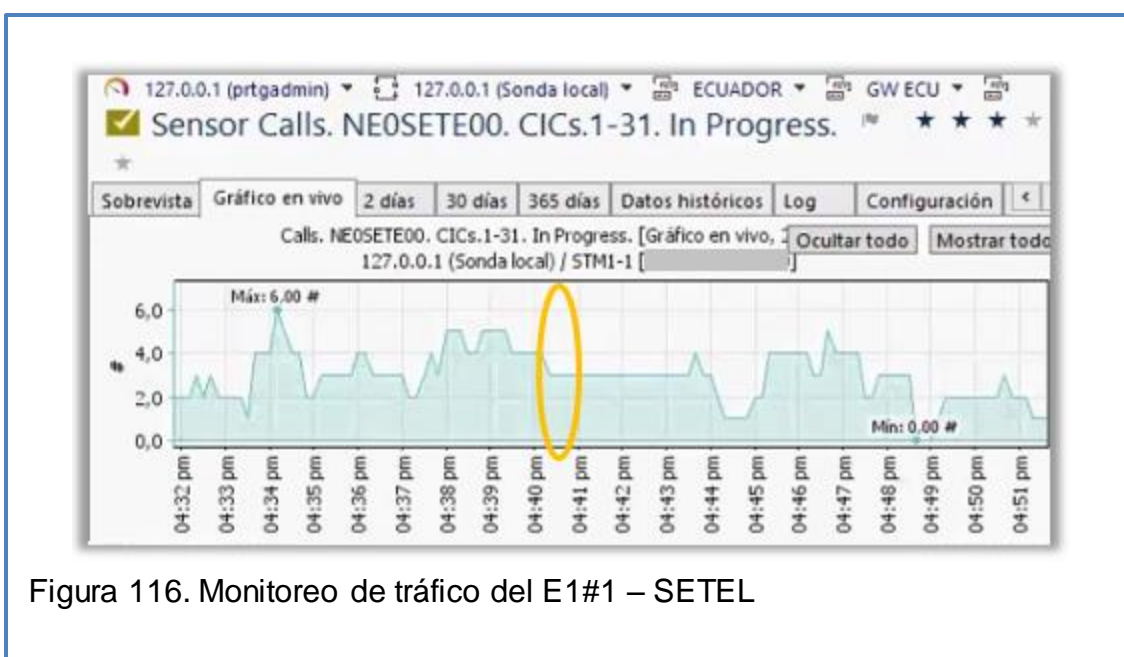 127.0.0.1 (prtgadmin) 127.0.0.1 (Sonda local) ECUADOR GW ECU
Sensor Calls. NE0SETE00. CICs.1-31. In Progress.
Sobrevista Gráfico en vivo 2 días 30 días 365 días Datos históricos Log Configuración <
Calls. NE0SETE00. CICs.1-31. In Progress. [Gráfico en vivo, Ocultar todo Mostrar todo
127.0.0.1 (Sonda local) / STM1-1 [ ]
Máx: 6,00 #
6,0
4,0
#
2,0
Mín: 0,00 #
0,0
04:32 pm 04:33 pm 04:34 pm 04:35 pm 04:36 pm 04:37 pm 04:38 pm 04:39 pm 04:40 pm 04:41 pm 04:42 pm 04:43 pm 04:44 pm 04:45 pm 04:46 pm 04:47 pm 04:48 pm 04:49 pm 04:50 pm 04:51 pm
Figura 116. Monitoreo de tráfico del E1#1 – SETEL